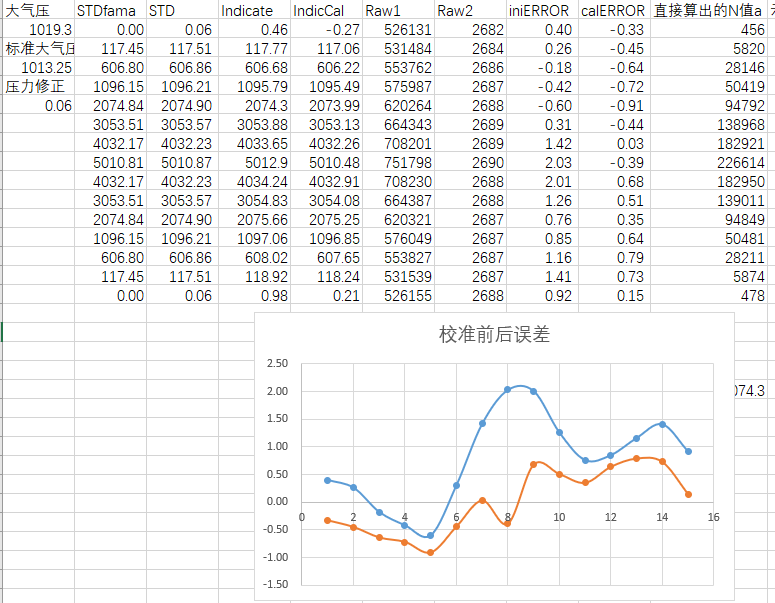 大气压 STDfama STD Indicate IndicCal Raw1 Raw2 iniERROR calERROR 直接算出的N值a
1019.3 0.00 0.06 0.46 -0.27 526131 2682 0.40 -0.33 456
标准大气压 117.45 117.51 117.77 117.06 531484 2684 0.26 -0.45 5820
1013.25 606.80 606.86 606.68 606.22 553762 2686 -0.18 -0.64 28146
压力修正 1096.15 1096.21 1095.79 1095.49 575987 2687 -0.42 -0.72 50419
0.06 2074.84 2074.90 2074.3 2073.99 620264 2688 -0.60 -0.91 94792
3053.51 3053.57 3053.88 3053.13 664343 2689 0.31 -0.44 138968
4032.17 4032.23 4033.65 4032.26 708201 2689 1.42 0.03 182921
5010.81 5010.87 5012.9 5010.48 751798 2690 2.03 -0.39 226614
4032.17 4032.23 4034.24 4032.91 708230 2688 2.01 0.68 182950
3053.51 3053.57 3054.83 3054.08 664387 2688 1.26 0.51 139011
2074.84 2074.90 2075.66 2075.25 620321 2687 0.76 0.35 94849
1096.15 1096.21 1097.06 1096.85 576049 2687 0.85 0.64 50481
606.80 606.86 608.02 607.65 553827 2687 1.16 0.79 28211
117.45 117.51 118.92 118.24 531539 2687 1.41 0.73 5874
0.00 0.06 0.98 0.21 526155 2688 0.92 0.15 478
校准前后误差
2.50
2.00
074.3
1.50
1.00
0.50
0.00
0 2 4 6 8 10 12 14 16
-0.50
-1.00
-1.50